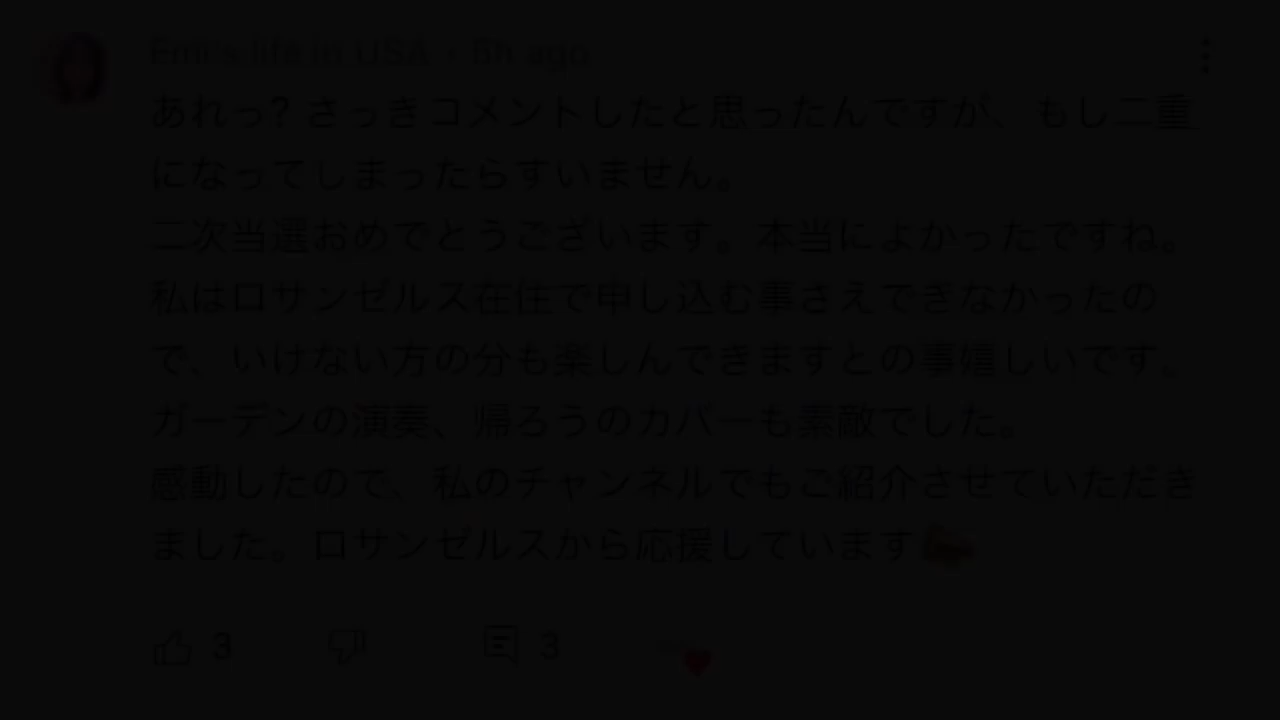 Emi's life in USA · 5h ago
あれっ? さっきコメントしたと思ったんですが、もし二重
になってしまったらすいません。
二次当選おめでとうございます。本当によかったですね。
私はロサンゼルス在住で申し込む事さえできなかったの
で、いけない方の分も楽しんできますとの事嬉しいです。
ガーデンの演奏、帰ろうのカバーも素敵でした。
感動したので、私のチャンネルでもご紹介させていただき
ました。ロサンゼルスから応援しています
3 3